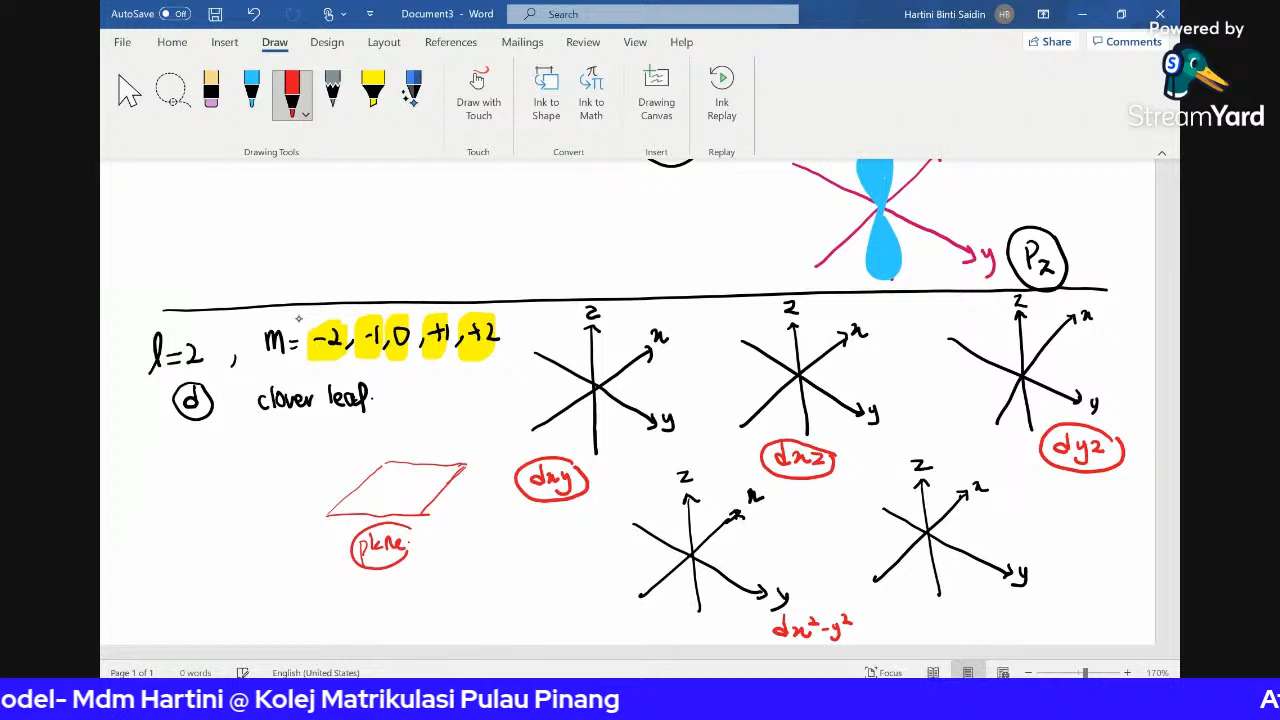 AutoSave Off Document3 - Word Search Hartini Binti Saidin HB
Powered by
StreamYard
File Home Insert Draw Design Layout References Mailings Review View Help Share Comments
Draw with Touch Ink to Shape Ink to Math Drawing Canvas Ink Replay
Drawing Tools Touch Convert Insert Replay
y Pz
l=2 , m= -2, -1, 0, +1, +2
d clover leaf.
z x y
z x y
z x y
dxy dxz dyz
plane.
z x y
z x y
dx²-y²
Page 1 of 1 0 words English (United States) Focus 170%
odel- Mdm Hartini @ Kolej Matrikulasi Pulau Pinang